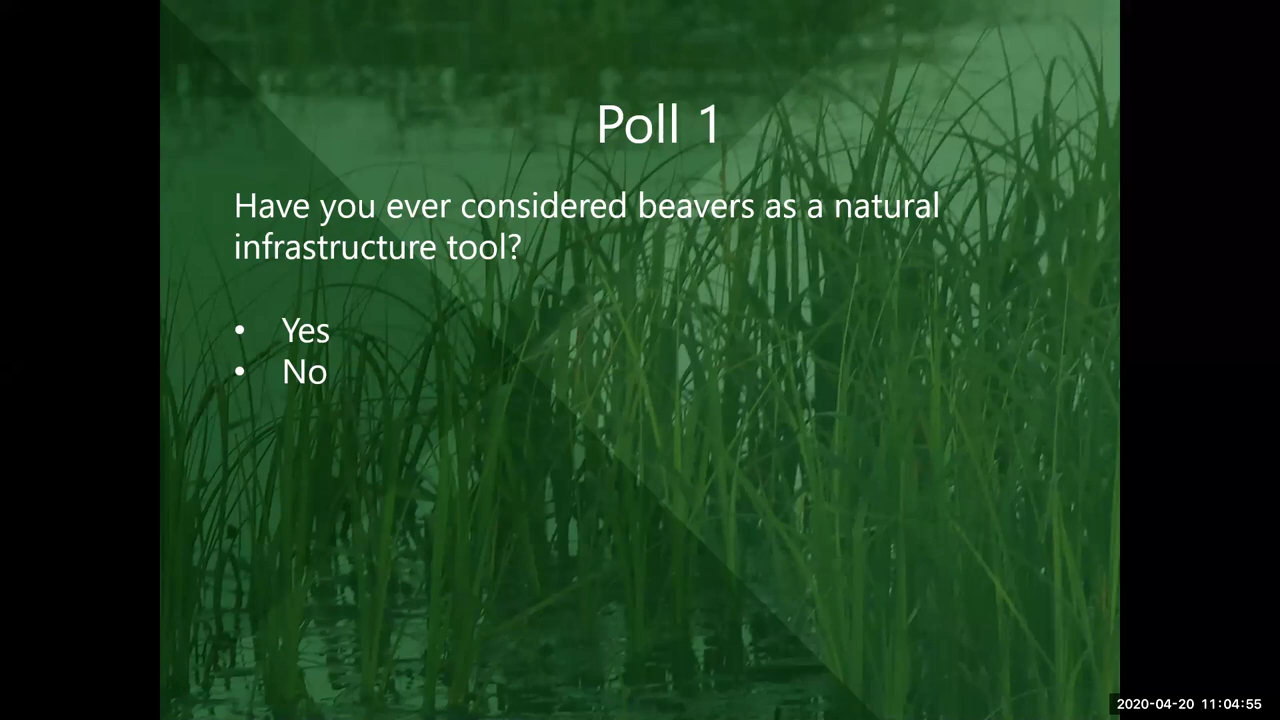 Poll 1
Have you ever considered beavers as a natural
infrastructure tool?
• Yes
• No
2020-04-20 11:04:55